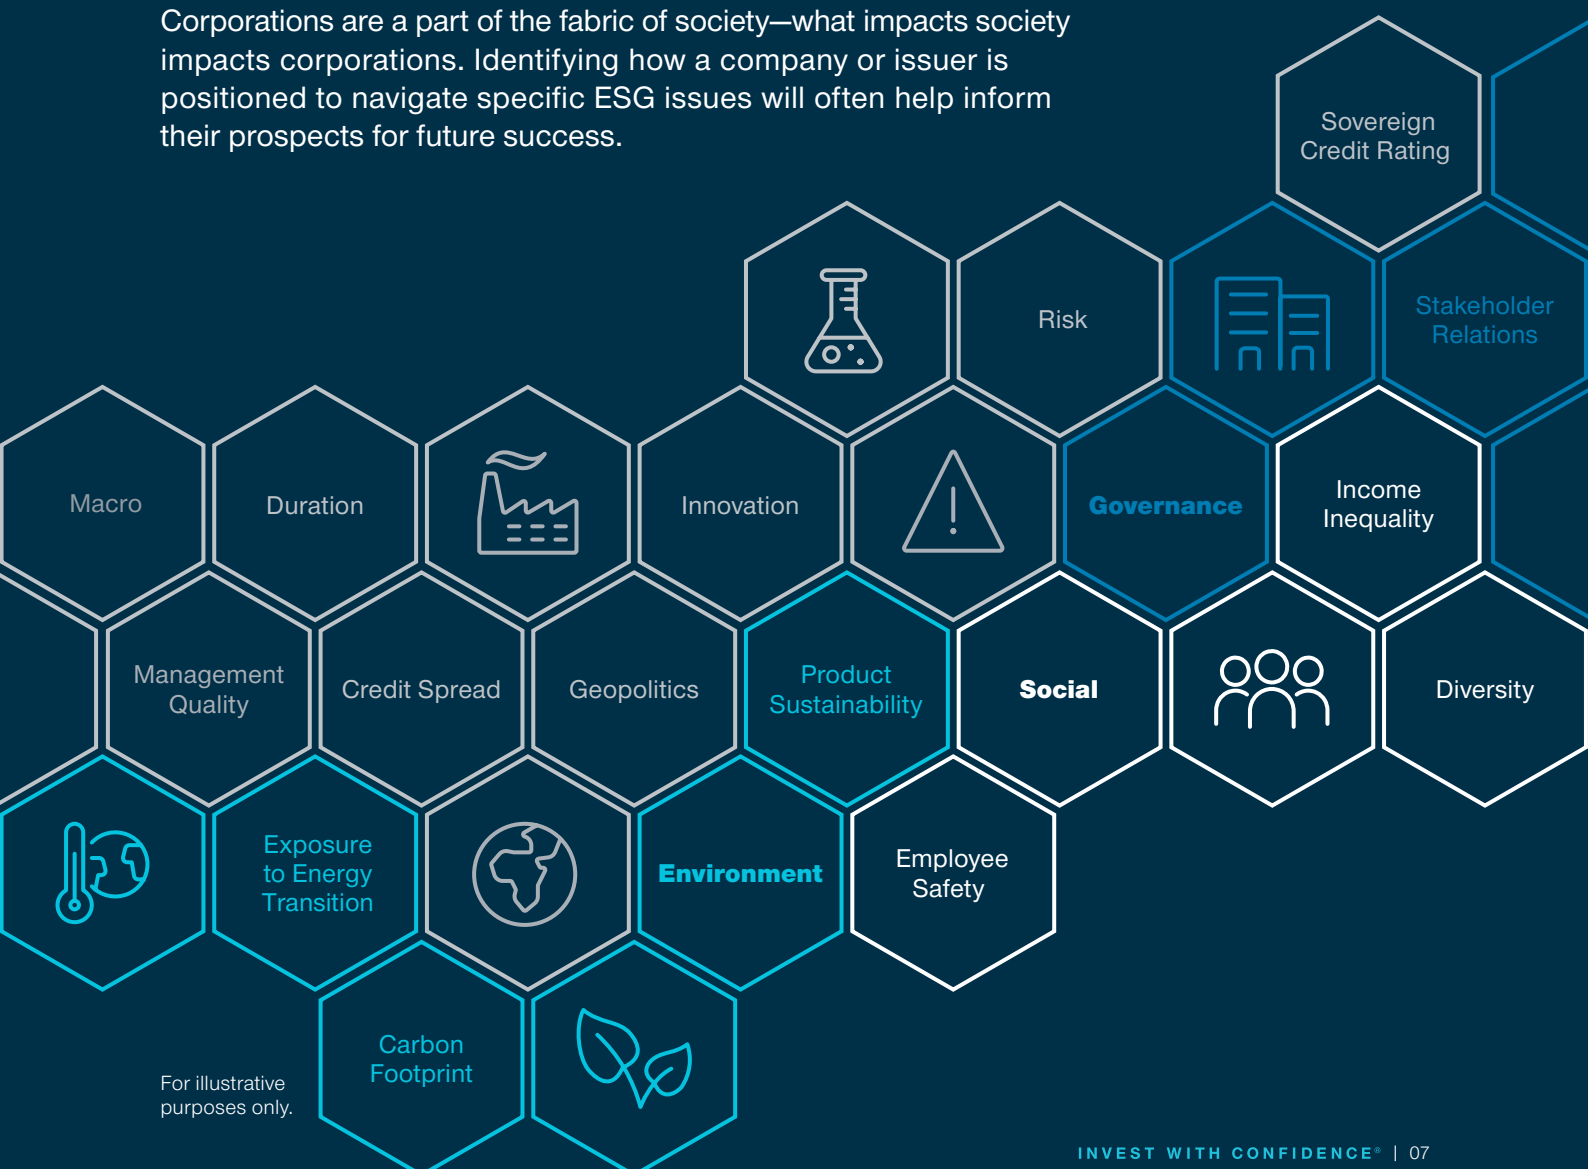 Corporations are a part of the fabric of society—what impacts society
impacts corporations. Identifying how a company or issuer is
positioned to navigate specific ESG issues will often help inform
their prospects for future success.
Sovereign
Credit Rating
Risk
Stakeholder
Relations
Macro
Duration
Innovation
Governance
Income
Inequality
Management
Quality
Credit Spread
Geopolitics
Product
Sustainability
Social
Diversity
Exposure
to Energy
Transition
Environment
Employee
Safety
Carbon
Footprint
For illustrative
purposes only.
INVEST WITH CONFIDENCE® | 07